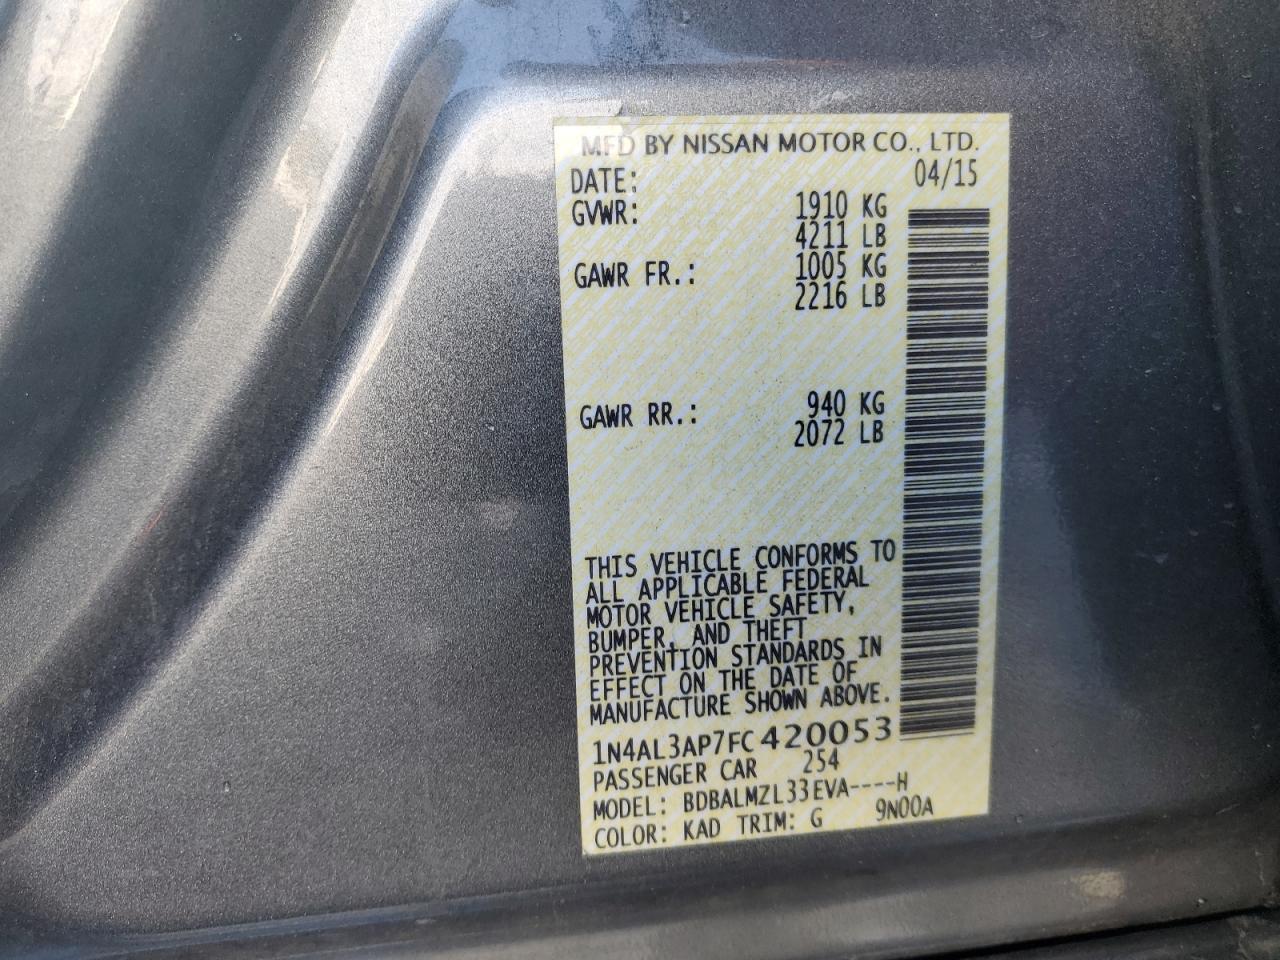 MFD BY NISSAN MOTOR CO., LTD.
DATE: 04/15
GVWR: 1910 KG
4211 LB
GAWR FR.: 1005 KG
2216 LB
GAWR RR.: 940 KG
2072 LB
THIS VEHICLE CONFORMS TO
ALL APPLICABLE FEDERAL
MOTOR VEHICLE SAFETY,
BUMPER, AND THEFT
PREVENTION STANDARDS IN
EFFECT ON THE DATE OF
MANUFACTURE SHOWN ABOVE.
1N4AL3AP7FC420053
PASSENGER CAR 254
MODEL: BDBALMZL33EVA----H
COLOR: KAD TRIM: G 9N00A